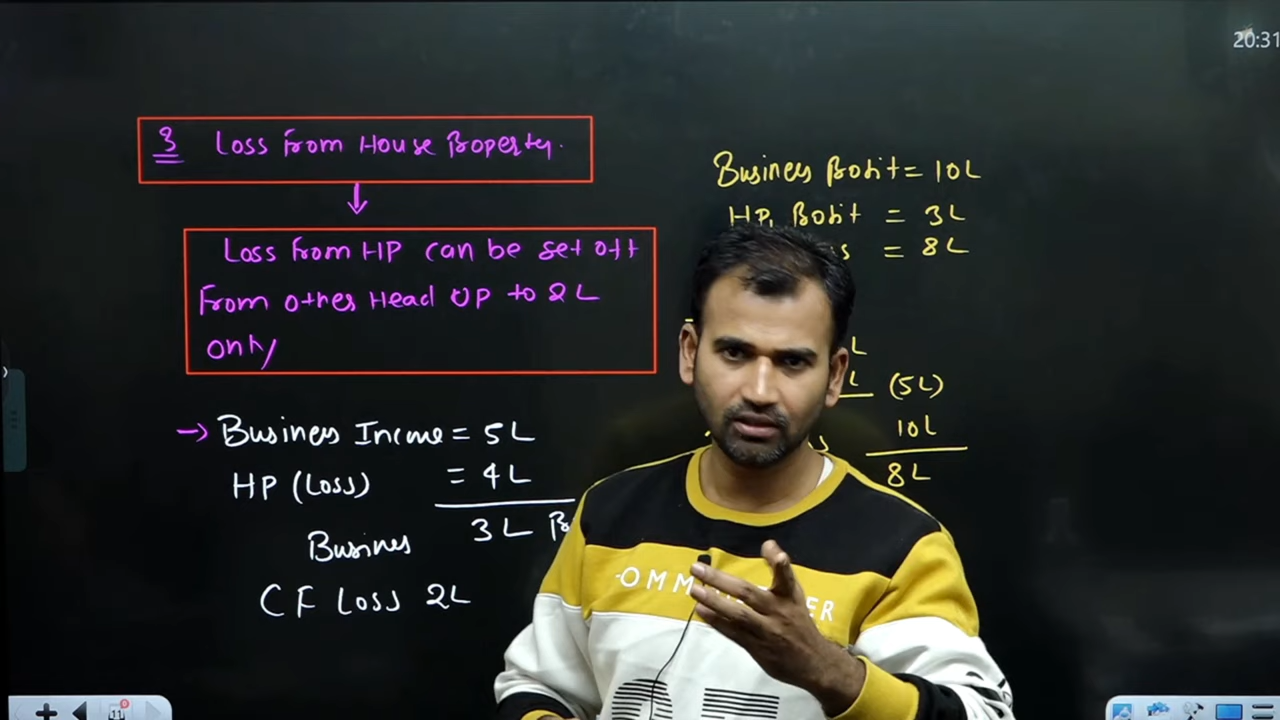 3 Loss From House Property.
Loss from HP can be set off
From other Head UP to 2L
only
→ Business Income = 5L
HP (Loss) = 4L
3L
Busines
CF Loss 2L
Business Profit = 10L
HP, Profit = 3L
= 8L
L
L (5L)
10L
8L
20:31